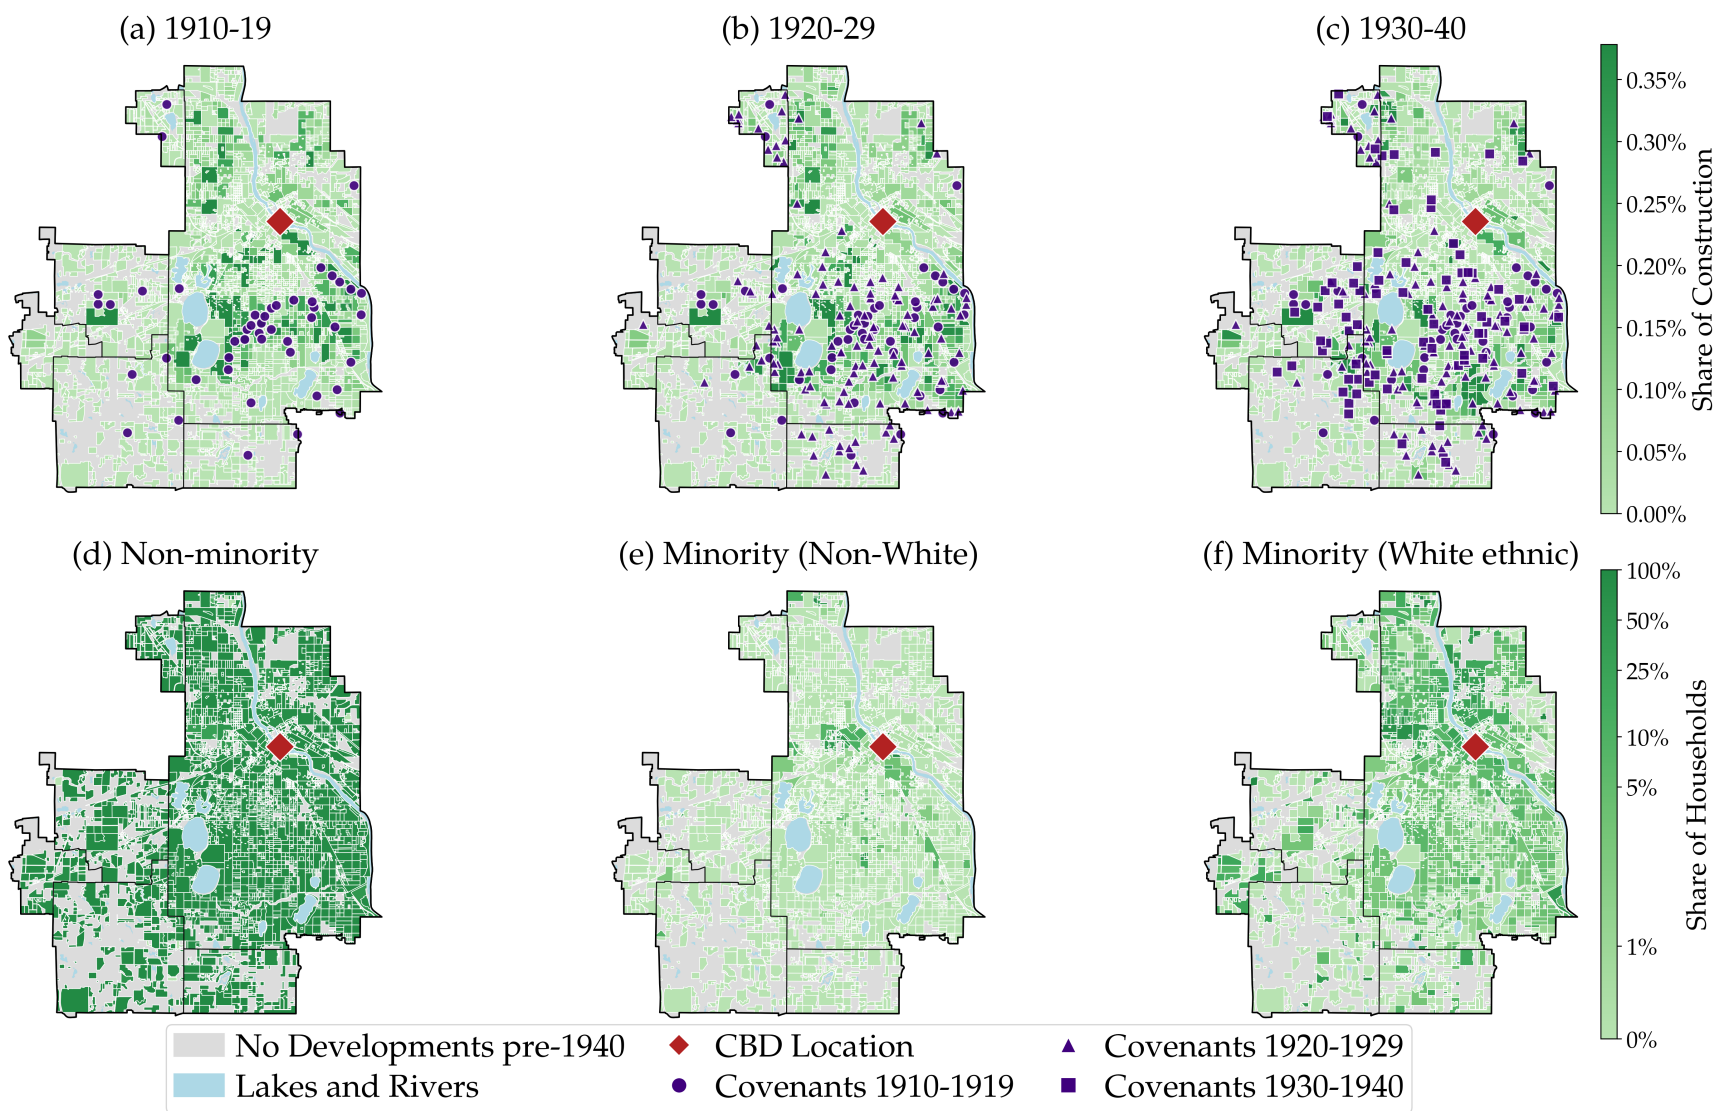 (a) 1910-19
(b) 1920-29
(c) 1930-40
0.35%
0.30%
0.25%
0.20%
0.15%
0.10%
0.05%
0.00%
Share of Construction
(d) Non-minority
(e) Minority (Non-White)
(f) Minority (White ethnic)
100%
50%
25%
10%
5%
1%
0%
Share of Households
No Developments pre-1940
CBD Location
Covenants 1920-1929
Lakes and Rivers
Covenants 1910-1919
Covenants 1930-1940